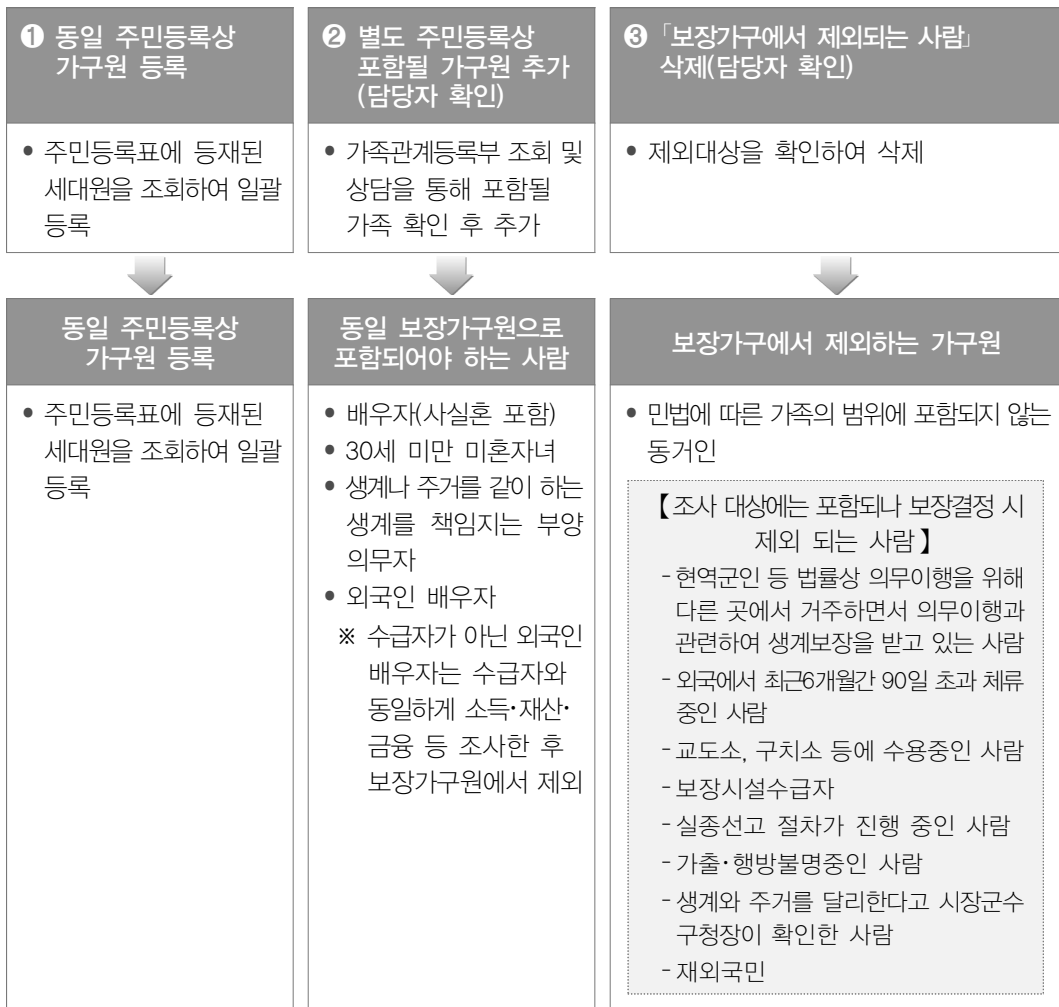 ❶ 동일 주민등록상
가구원 등록
❷ 별도 주민등록상
포함될 가구원 추가
(담당자 확인)
❸ 「보장가구에서 제외되는 사람」
삭제(담당자 확인)
• 주민등록표에 등재된
세대원을 조회하여 일괄
등록
• 가족관계등록부 조회 및
상담을 통해 포함될
가족 확인 후 추가
• 제외대상을 확인하여 삭제
동일 주민등록상
가구원 등록
동일 보장가구원으로
포함되어야 하는 사람
보장가구에서 제외하는 가구원
• 주민등록표에 등재된
세대원을 조회하여 일괄
등록
• 배우자(사실혼 포함)
• 30세 미만 미혼자녀
• 생계나 주거를 같이 하는
생계를 책임지는 부양
의무자
• 외국인 배우자
※ 수급자가 아닌 외국인
배우자는 수급자와
동일하게 소득·재산·
금융 등 조사한 후
보장가구원에서 제외
• 민법에 따른 가족의 범위에 포함되지 않는
동거인
【조사 대상에는 포함되나 보장결정 시
제외 되는 사람】
- 현역군인 등 법률상 의무이행을 위해
다른 곳에서 거주하면서 의무이행과
관련하여 생계보장을 받고 있는 사람
- 외국에서 최근6개월간 90일 초과 체류
중인 사람
- 교도소, 구치소 등에 수용중인 사람
- 보장시설수급자
- 실종선고 절차가 진행 중인 사람
- 가출·행방불명중인 사람
- 생계와 주거를 달리한다고 시장군수
구청장이 확인한 사람
- 재외국민